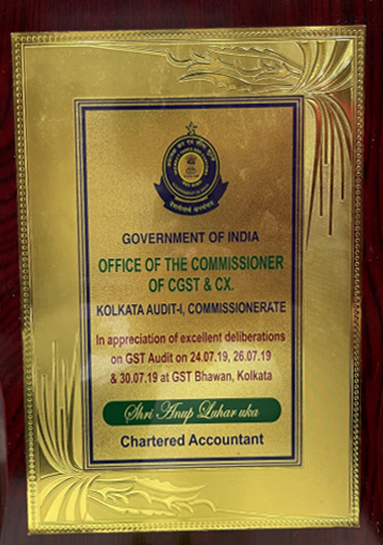 GOVERNMENT OF INDIA
OFFICE OF THE COMMISSIONER
OF CGST & CX.
KOLKATA AUDIT-I, COMMISSIONERATE
In appreciation of excellent deliberations
on GST Audit on 24.07.19, 26.07.19
& 30.07.19 at GST Bhawan, Kolkata
Shri Anup Luhar uka
Chartered Accountant